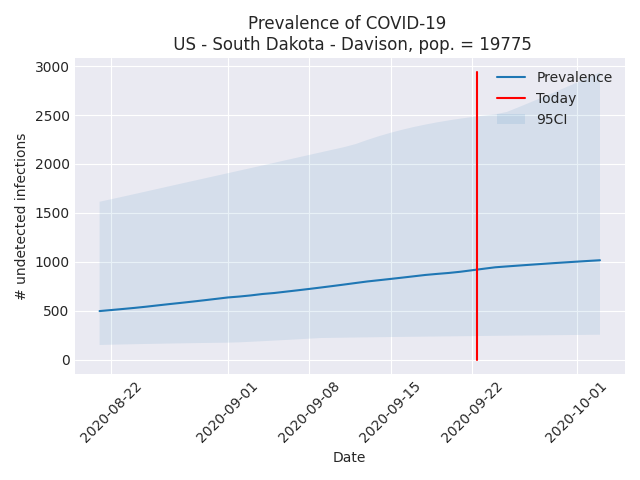 Prevalence of COVID-19
US - South Dakota - Davison, pop. = 19775
Prevalence
Today
95CI
3000
2500
2000
1500
1000
500
0
# undetected infections
2020-08-22
2020-09-01
2020-09-08
2020-09-15
2020-09-22
2020-10-01
Date